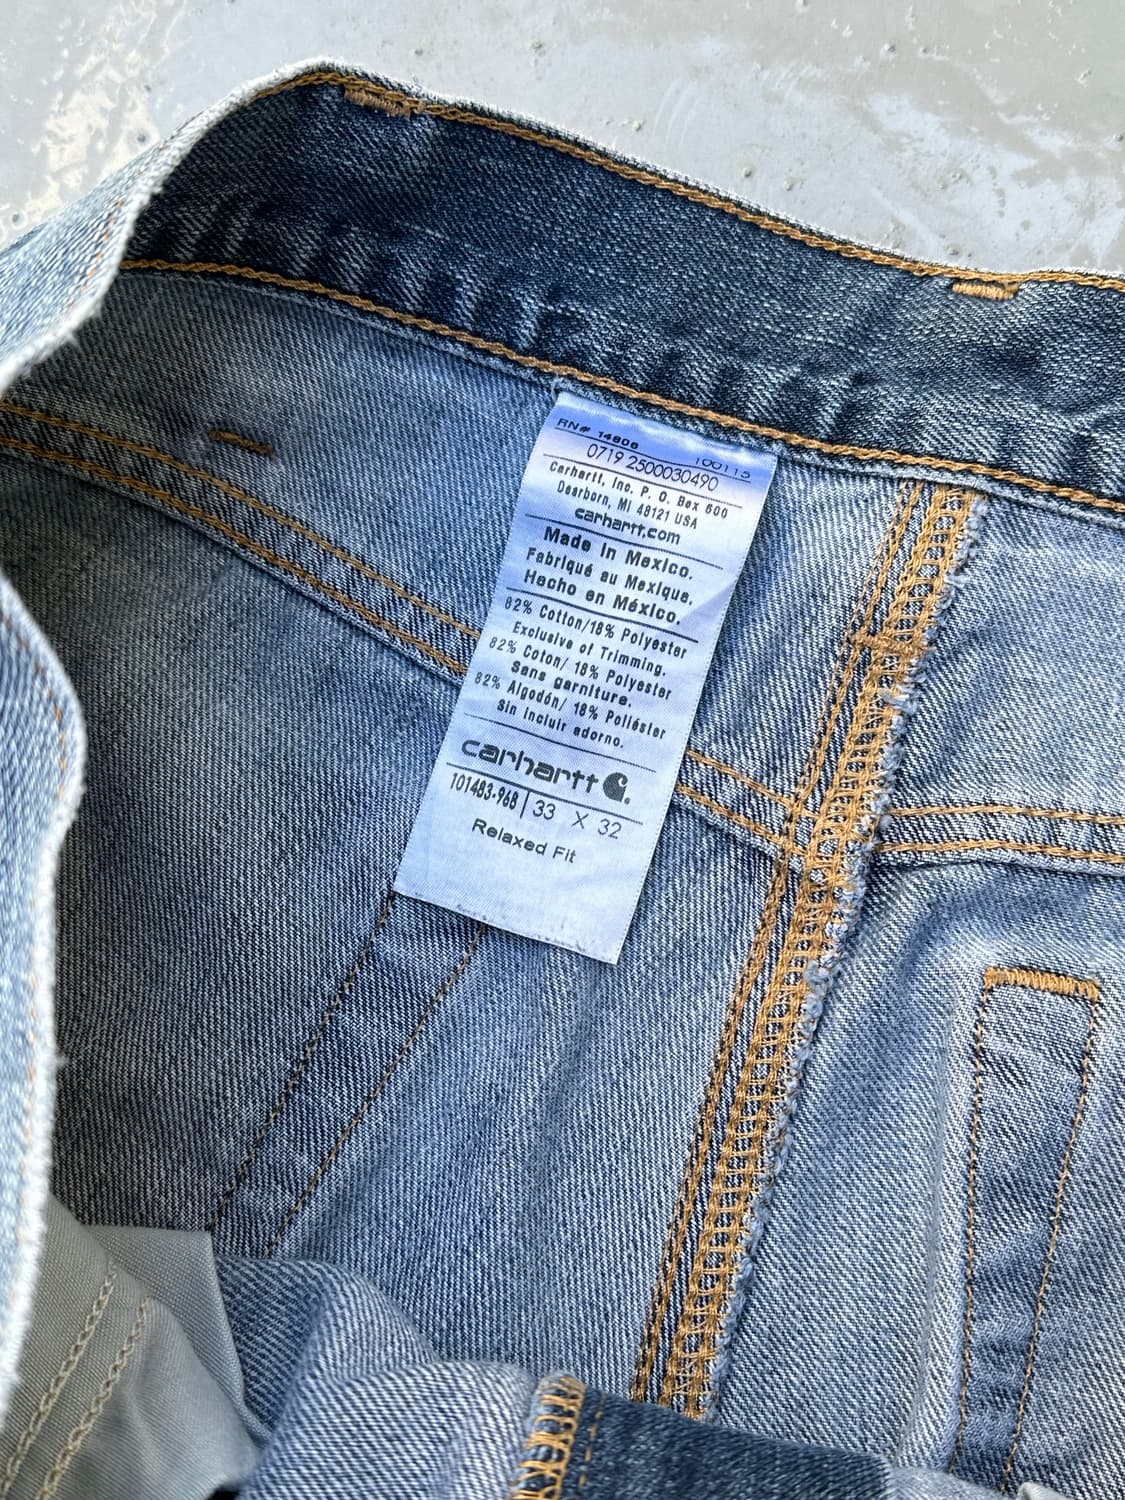 RN# 14806 100115
0719 2500030490
Carhartt, Inc. P. O. Box 600
Dearborn, MI 48121 USA
carhartt.com
Made in Mexico.
Fabriqué au Mexique.
Hecho en México.
82% Cotton/18% Polyester
Exclusive of Trimming.
82% Coton/ 18% Polyester
Sans garniture.
82% Algodón/ 18% Poliéster
Sin incluir adorno.
carhartt
101483-968 | 33 X 32
Relaxed Fit